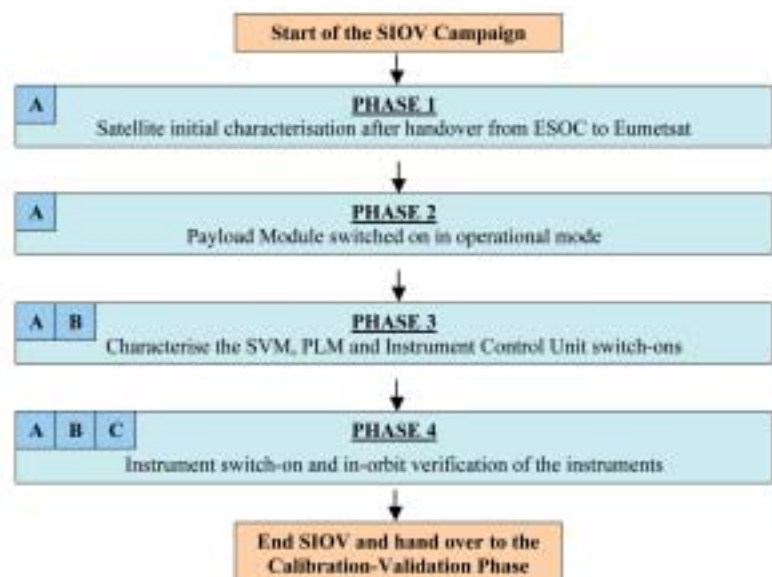 Start of the SIOV Campaign
A
PHASE 1
Satellite initial characterisation after handover from ESOC to Eumetsat
A
PHASE 2
Payload Module switched on in operational mode
A B
PHASE 3
Characterise the SVM, PLM and Instrument Control Unit switch-ons
A B C
PHASE 4
Instrument switch-on and in-orbit verification of the instruments
End SIOV and hand over to the
Calibration-Validation Phase